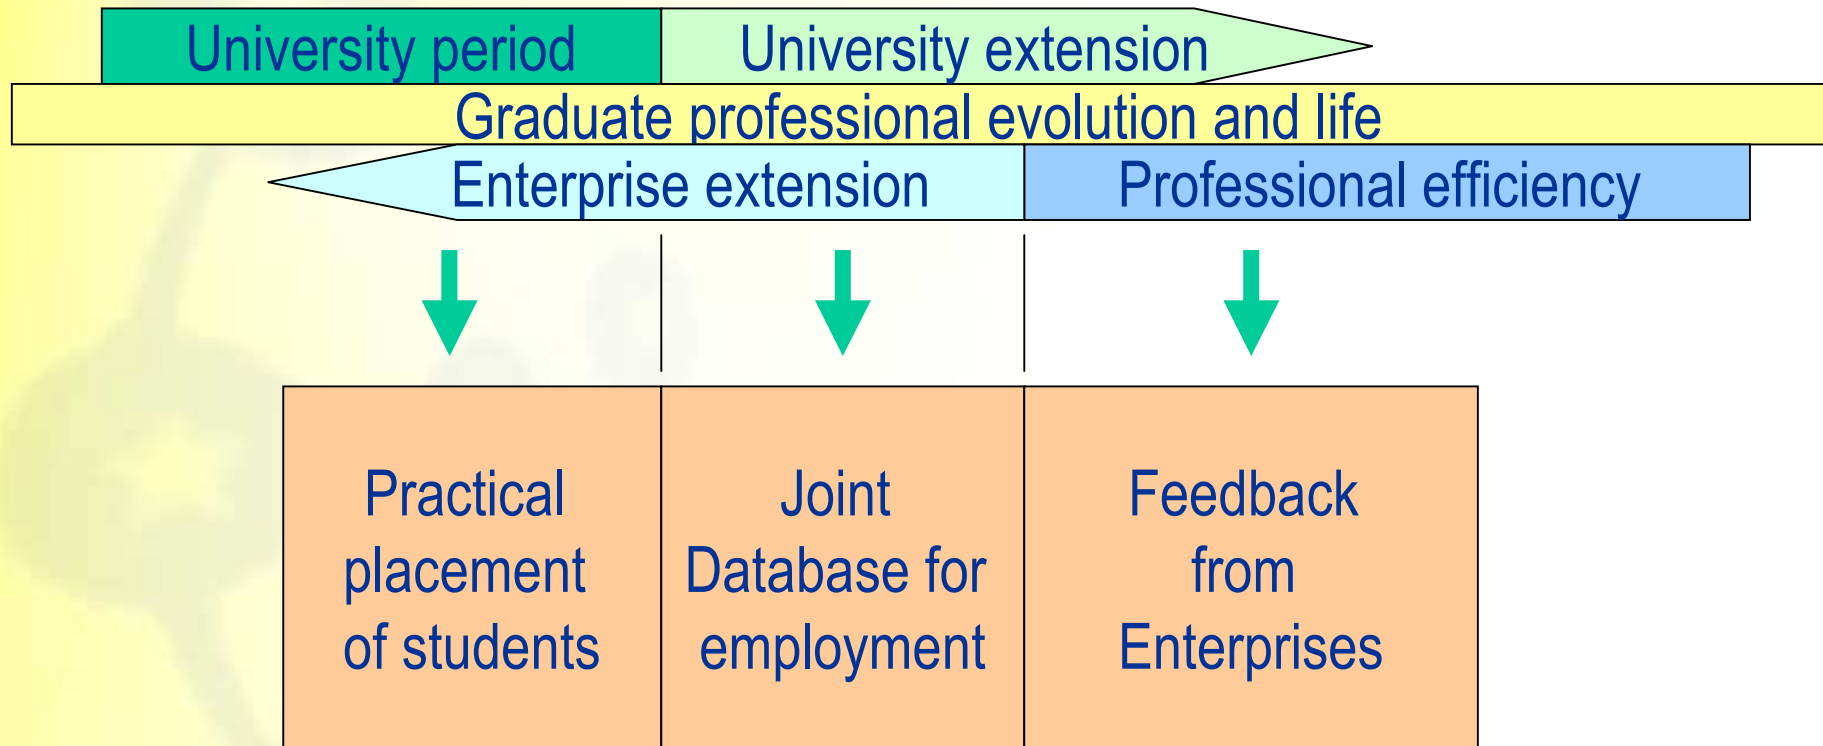 University period
University extension
Graduate professional evolution and life
Enterprise extension
Professional efficiency
Practical
placement
of students
Joint
Database for
employment
Feedback
from
Enterprises